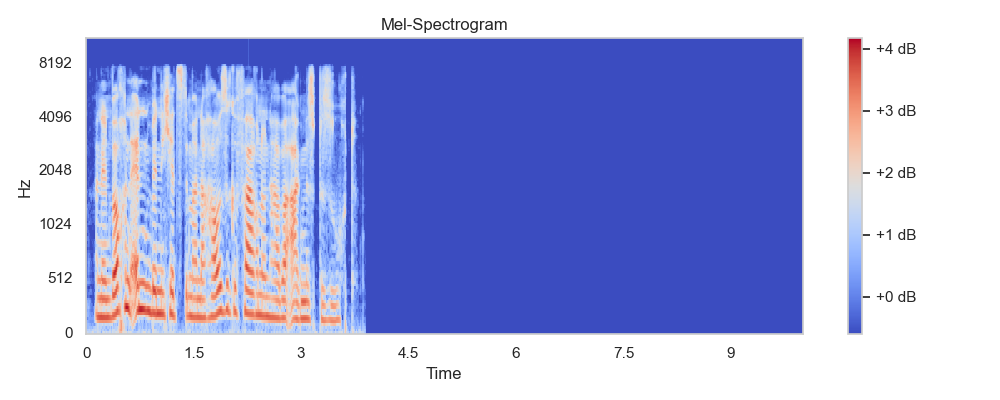 Mel-Spectrogram
8192
4096
2048
1024
512
0
Hz
0 1.5 3 4.5 6 7.5 9
Time
+4 dB
+3 dB
+2 dB
+1 dB
+0 dB